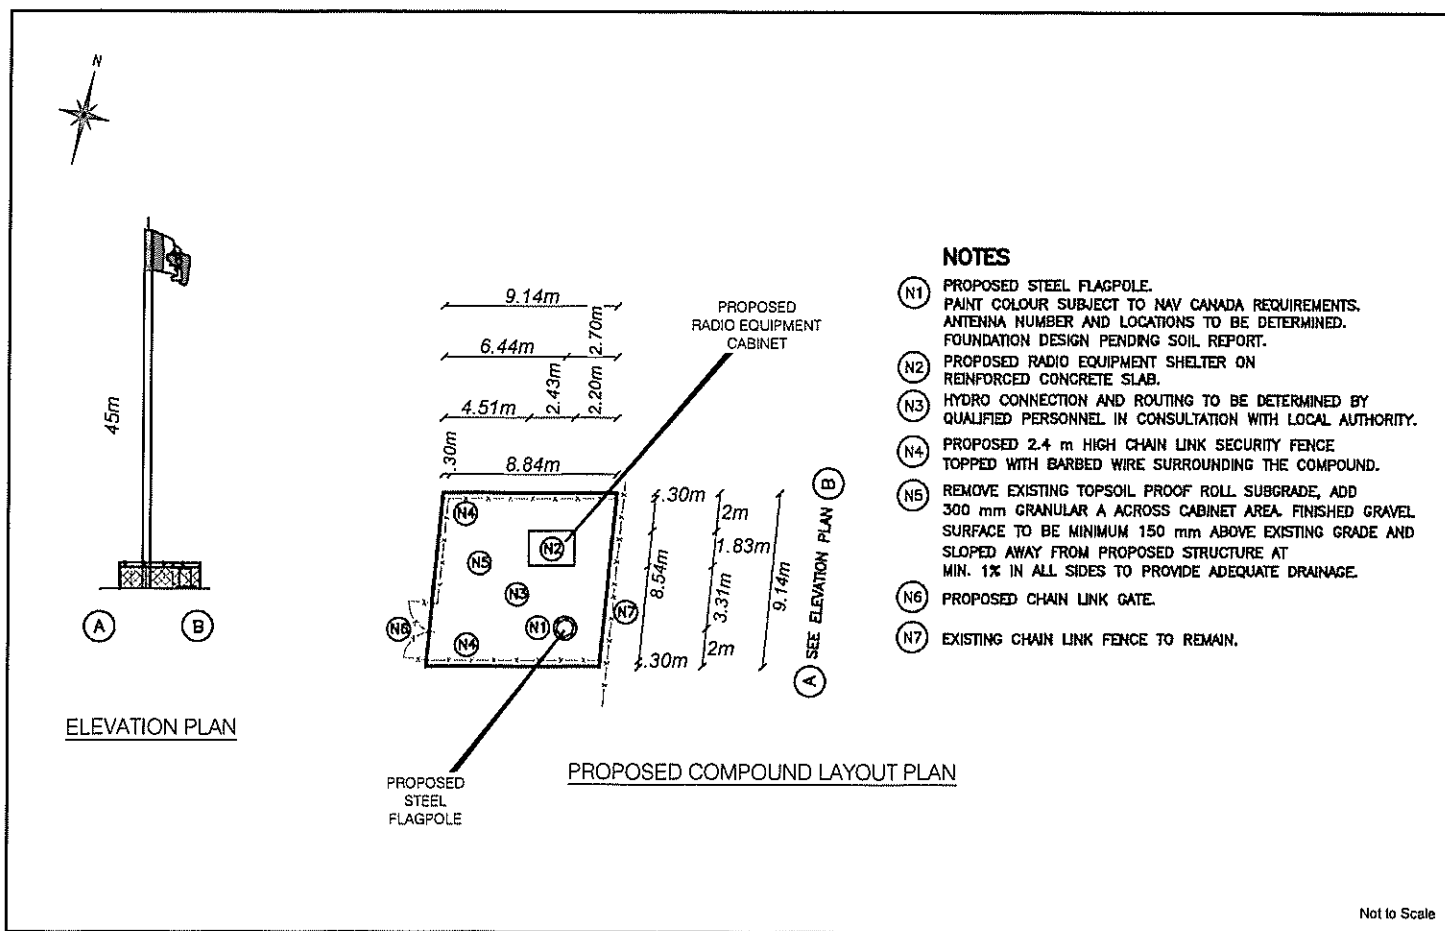 N
45m
A
B
ELEVATION PLAN
9.14m
6.44m
2.70m
4.51m
2.43m
2.20m
.30m
8.84m
PROPOSED
RADIO EQUIPMENT
CABINET
N4
N2
N5
N3
N1
N4
N6
N7
.30m
8.54m
.30m
2m
1.83m
3.31m
2m
9.14m
A SEE ELEVATION PLAN B
PROPOSED
STEEL
FLAGPOLE
PROPOSED COMPOUND LAYOUT PLAN
NOTES
N1 PROPOSED STEEL FLAGPOLE.
PAINT COLOUR SUBJECT TO NAV CANADA REQUIREMENTS.
ANTENNA NUMBER AND LOCATIONS TO BE DETERMINED.
FOUNDATION DESIGN PENDING SOIL REPORT.
N2 PROPOSED RADIO EQUIPMENT SHELTER ON
REINFORCED CONCRETE SLAB.
N3 HYDRO CONNECTION AND ROUTING TO BE DETERMINED BY
QUALIFIED PERSONNEL IN CONSULTATION WITH LOCAL AUTHORITY.
N4 PROPOSED 2.4 m HIGH CHAIN LINK SECURITY FENCE
TOPPED WITH BARBED WIRE SURROUNDING THE COMPOUND.
N5 REMOVE EXISTING TOPSOIL PROOF ROLL SUBGRADE, ADD
300 mm GRANULAR A ACROSS CABINET AREA. FINISHED GRAVEL
SURFACE TO BE MINIMUM 150 mm ABOVE EXISTING GRADE AND
SLOPED AWAY FROM PROPOSED STRUCTURE AT
MIN. 1% IN ALL SIDES TO PROVIDE ADEQUATE DRAINAGE.
N6 PROPOSED CHAIN LINK GATE.
N7 EXISTING CHAIN LINK FENCE TO REMAIN.
Not to Scale